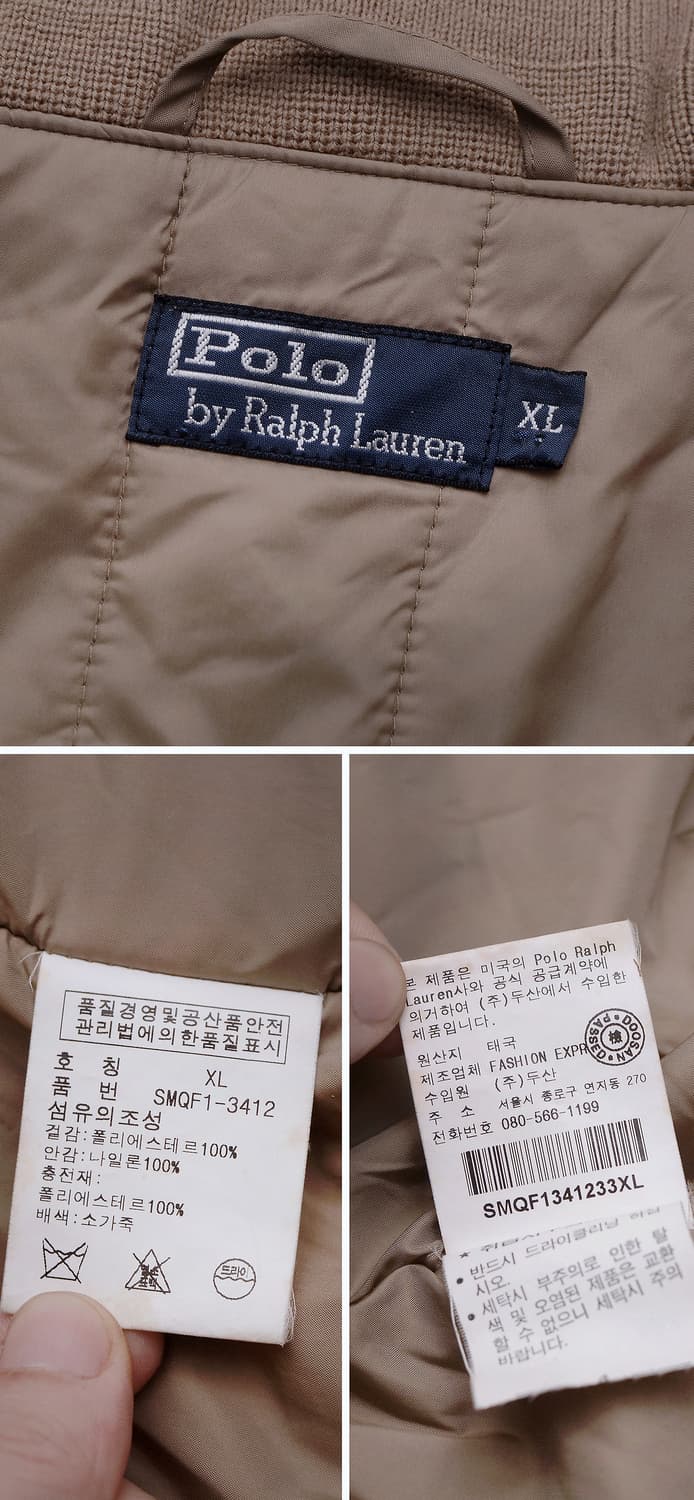 Polo
by Ralph Lauren
XL
품질경영및공산품안전
관리법에의한품질표시
호 칭 XL
품 번 SMQF1-3412
섬유의조성
겉감:폴리에스테르100%
안감:나일론100%
충전재:
폴리에스테르100%
배색:소가죽
염소
표백
드라이
본 제품은 미국의 Polo Ralph
Lauren사와 공식 공급계약에
의거하여 (주)두산에서 수입한
제품입니다.
원산지 태국
제조업체 FASHION EXPR
수입원 (주)두산
주 소 서울시 종로구 연지동 270
전화번호 080-566-1199
DOOSAN PASSED
SMQF1341233XL
반드시 드라이클리닝 하십
시오.
• 세탁시 부주의로 인한 탈
색 및 오염된 제품은 교환
할 수 없으니 세탁시 주의
바랍니다.